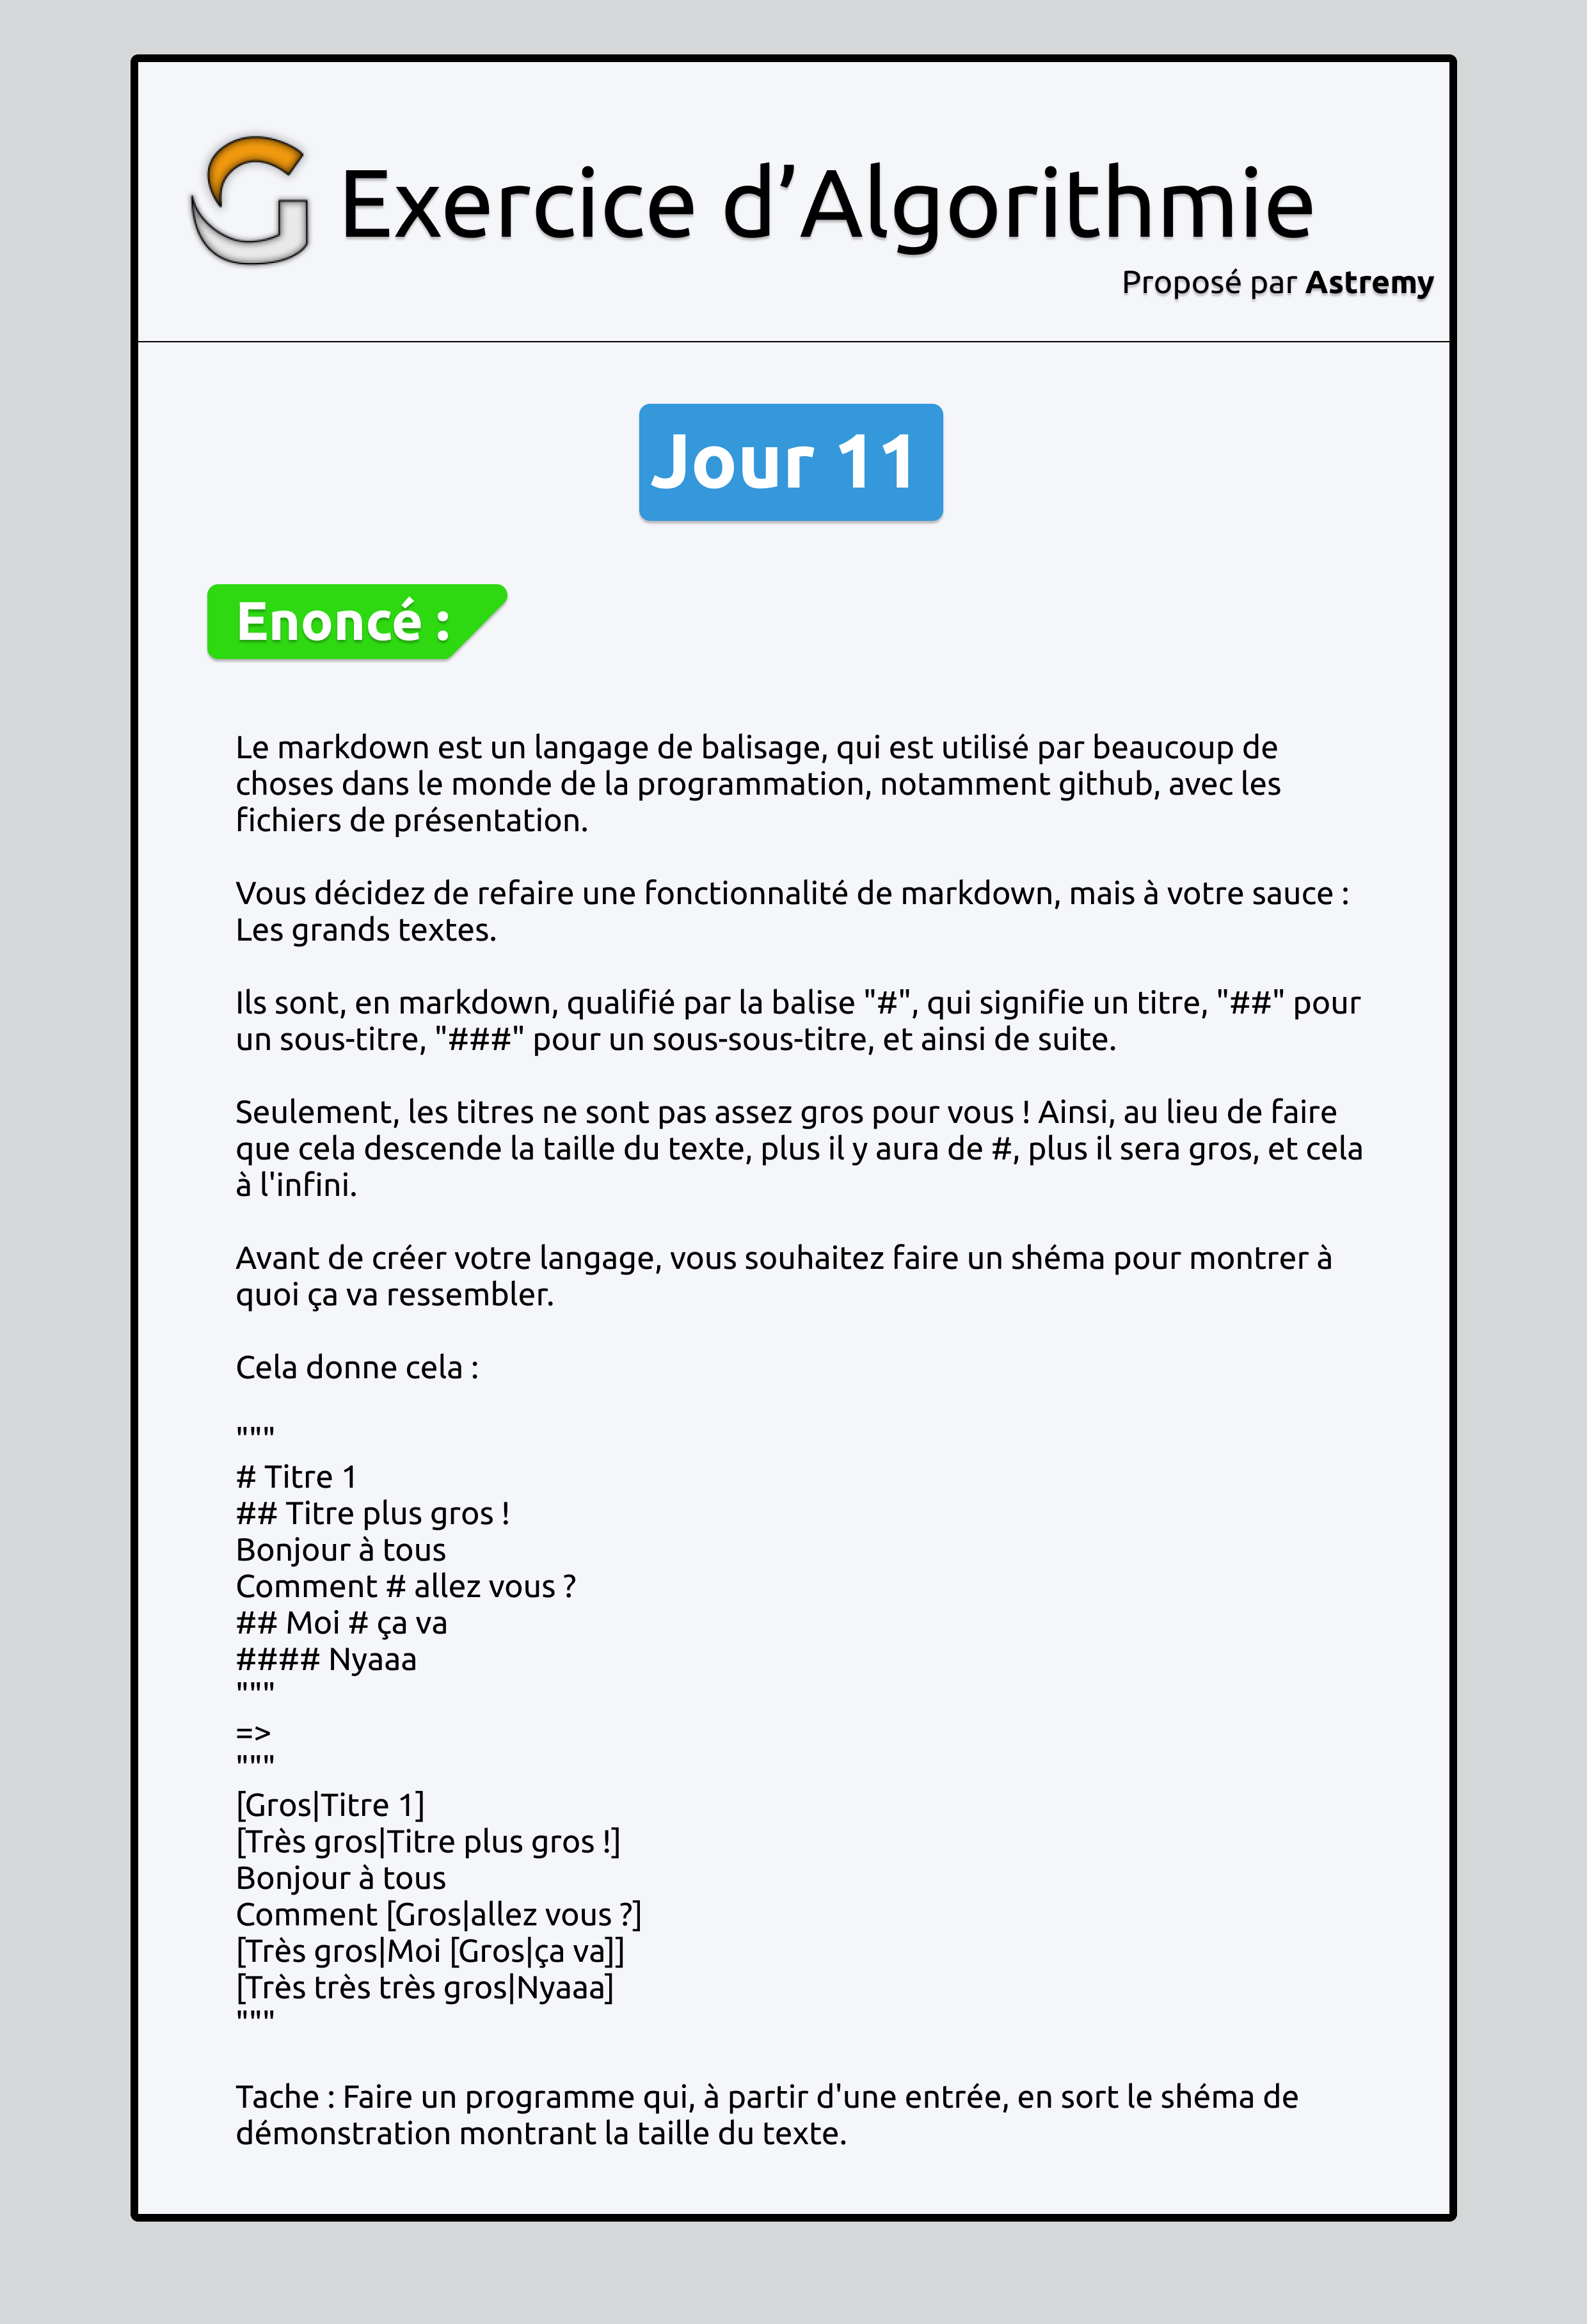 Exercice d’Algorithmie
Proposé par Astremy
Jour 11
Enoncé :
Le markdown est un langage de balisage, qui est utilisé par beaucoup de
choses dans le monde de la programmation, notamment github, avec les
fichiers de présentation.
Vous décidez de refaire une fonctionnalité de markdown, mais à votre sauce :
Les grands textes.
Ils sont, en markdown, qualifié par la balise "#", qui signifie un titre, "##" pour
un sous-titre, "###" pour un sous-sous-titre, et ainsi de suite.
Seulement, les titres ne sont pas assez gros pour vous ! Ainsi, au lieu de faire
que cela descende la taille du texte, plus il y aura de #, plus il sera gros, et cela
à l'infini.
Avant de créer votre langage, vous souhaitez faire un shéma pour montrer à
quoi ça va ressembler.
Cela donne cela :
"""
# Titre 1
## Titre plus gros !
Bonjour à tous
Comment # allez vous ?
## Moi # ça va
#### Nyaaa
"""
=>
"""
[Gros|Titre 1]
[Très gros|Titre plus gros !]
Bonjour à tous
Comment [Gros|allez vous ?]
[Très gros|Moi [Gros|ça va]]
[Très très très gros|Nyaaa]
"""
Tache : Faire un programme qui, à partir d'une entrée, en sort le shéma de
démonstration montrant la taille du texte.